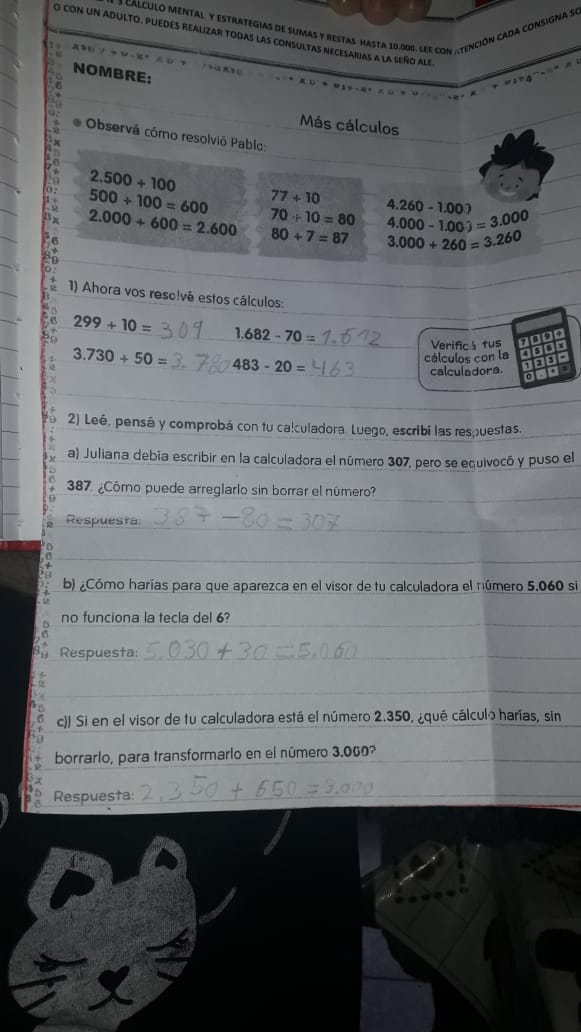 3 CÁLCULO MENTAL Y ESTRATEGIAS DE SUMAS Y RESTAS HASTA 10.000. LEE CON ATENCIÓN CADA CONSIGNA
O CON UN ADULTO. PUEDES REALIZAR TODAS LAS CONSULTAS NECESARIAS A LA SEÑO ALE.
NOMBRE:
Más cálculos
Observá cómo resolvió Pablo:
2.500 + 100
500 + 100 = 600
2.000 + 600 = 2.600
77 + 10
70 + 10 = 80
80 + 7 = 87
4.260 - 1.000
4.000 - 1.000 = 3.000
3.000 + 260 = 3.260
1) Ahora vos resolvé estos cálculos:
299 + 10 = 309 1.682 - 70 = 1.612
3.730 + 50 = 3.780 483 - 20 = 463
Verificá tus
cálculos con la
calculadora.
2) Leé, pensá y comprobá con tu calculadora. Luego, escribí las respuestas.
a) Juliana debía escribir en la calculadora el número 307, pero se equivocó y puso el
387. ¿Cómo puede arreglarlo sin borrar el número?
Respuesta: 387 - 80 = 307
b) ¿Cómo harías para que aparezca en el visor de tu calculadora el número 5.060 si
no funciona la tecla del 6?
Respuesta: 5.030 + 30 = 5.060
c)) Si en el visor de tu calculadora está el número 2.350, ¿qué cálculo harías, sin
borrarlo, para transformarlo en el número 3.000?
Respuesta: 2.350 + 650 = 3.000